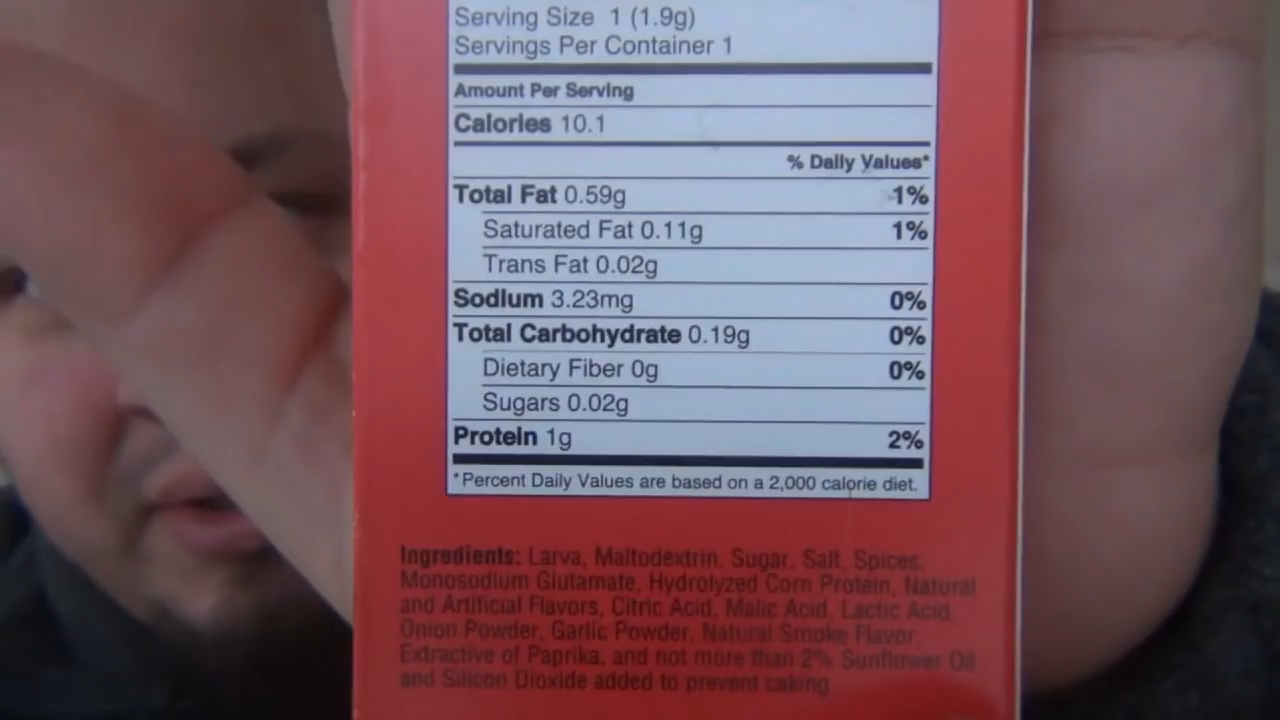 Serving Size 1 (1.9g)
Servings Per Container 1
Amount Per Serving
Calories 10.1
% Daily Values*
Total Fat 0.59g 1%
Saturated Fat 0.11g 1%
Trans Fat 0.02g
Sodium 3.23mg 0%
Total Carbohydrate 0.19g 0%
Dietary Fiber 0g 0%
Sugars 0.02g
Protein 1g 2%
*Percent Daily Values are based on a 2,000 calorie diet.
Ingredients: Larva, Maltodextrin, Sugar, Salt, Spices,
Monosodium Glutamate, Hydrolyzed Corn Protein, Natural
and Artificial Flavors, Citric Acid, Malic Acid, Lactic Acid,
Onion Powder, Garlic Powder, Natural Smoke Flavor,
Extractive of Paprika, and not more than 2% Sunflower Oil
and Silicon Dioxide added to prevent caking.